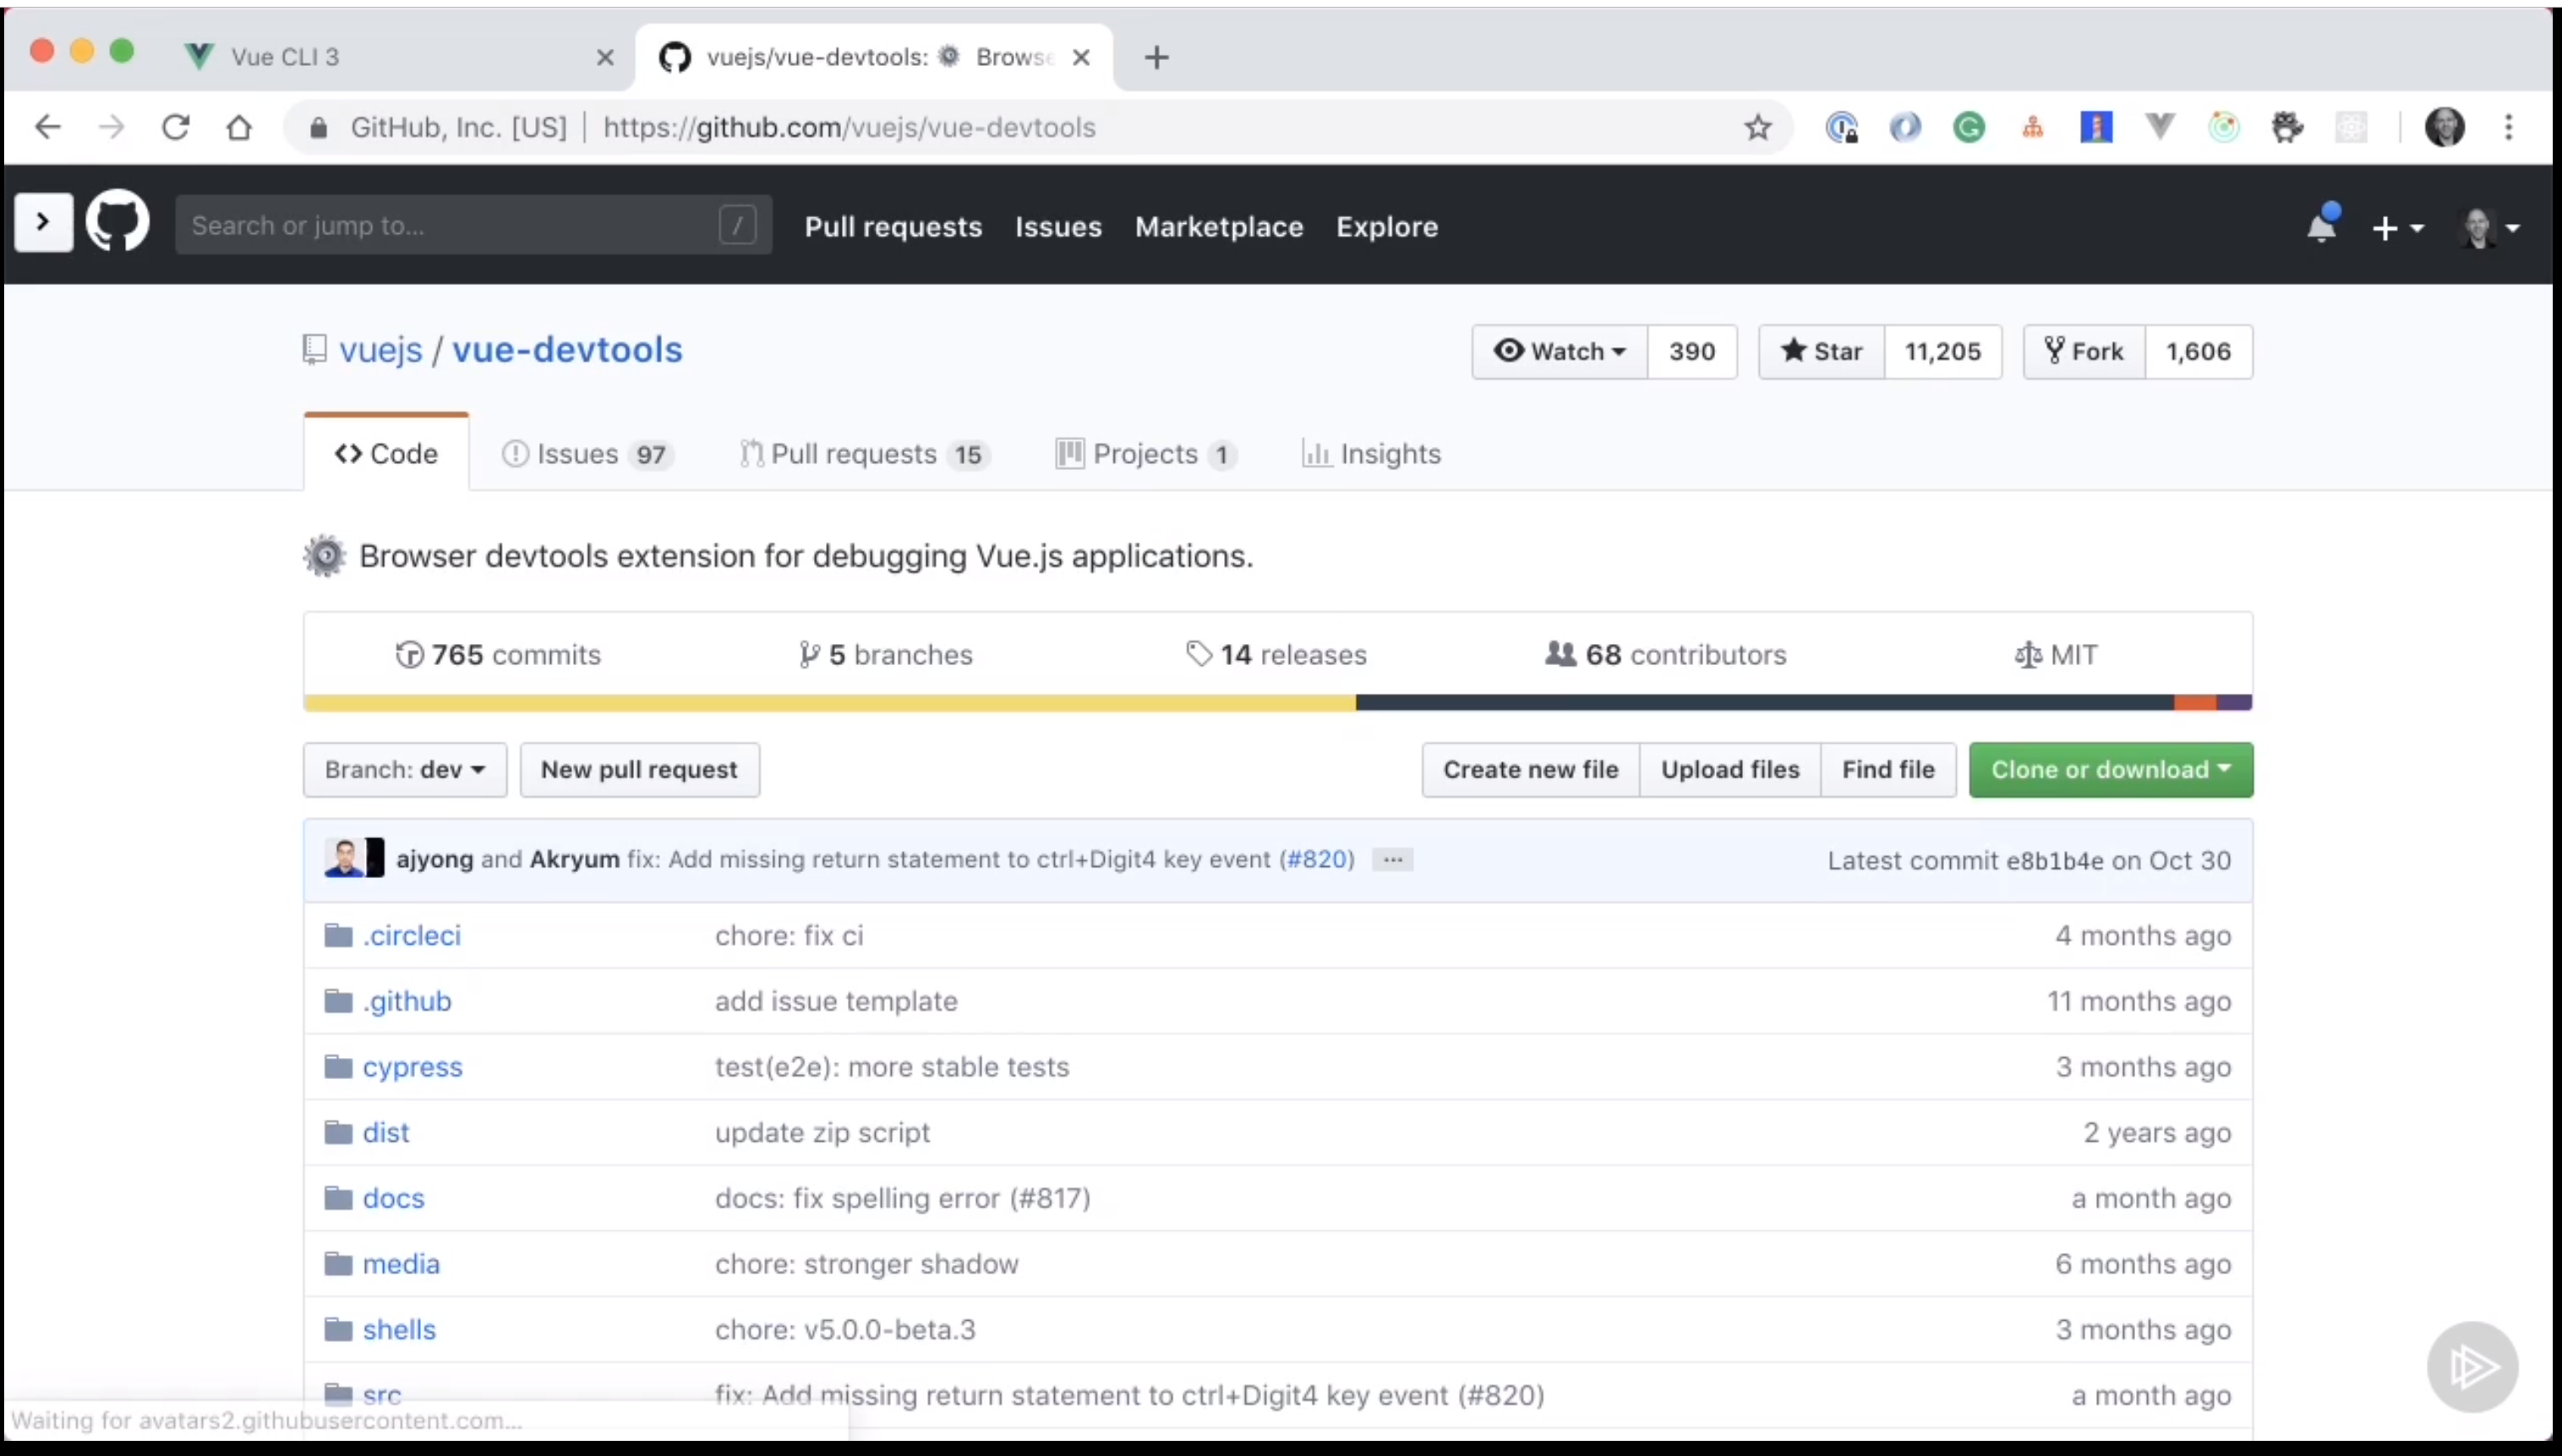 Vue CLI 3
vuejs/vue-devtools: Browse
GitHub, Inc. [US] | https://github.com/vuejs/vue-devtools
Search or jump to... / Pull requests Issues Marketplace Explore
vuejs / vue-devtools
Watch 390 Star 11,205 Fork 1,606
<> Code Issues 97 Pull requests 15 Projects 1 Insights
Browser devtools extension for debugging Vue.js applications.
765 commits 5 branches 14 releases 68 contributors MIT
Branch: dev New pull request Create new file Upload files Find file Clone or download
ajyong and Akryum fix: Add missing return statement to ctrl+Digit4 key event (#820) ... Latest commit e8b1b4e on Oct 30
.circleci chore: fix ci 4 months ago
.github add issue template 11 months ago
cypress test(e2e): more stable tests 3 months ago
dist update zip script 2 years ago
docs docs: fix spelling error (#817) a month ago
media chore: stronger shadow 6 months ago
shells chore: v5.0.0-beta.3 3 months ago
src fix: Add missing return statement to ctrl+Digit4 key event (#820) a month ago
Waiting for avatars2.githubusercontent.com...